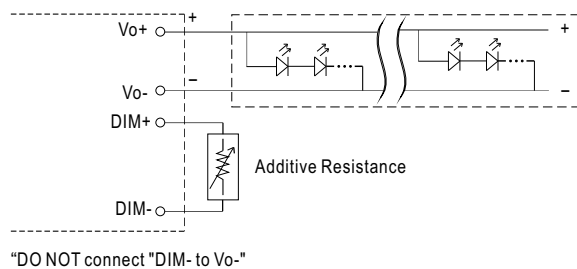 Vo+
+
+
Vo-
–
–
DIM+
Additive Resistance
DIM-
“DO NOT connect "DIM- to Vo-"